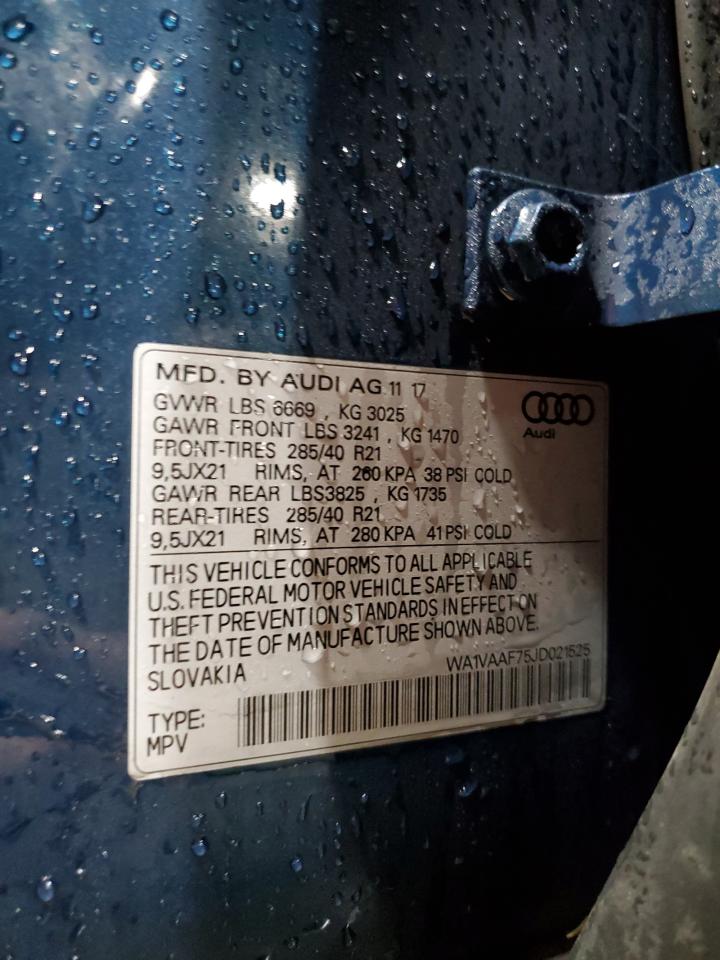 MFD. BY AUDI AG 11 17
GVWR LBS 6669 , KG 3025
GAWR FRONT LBS 3241 , KG 1470
FRONT-TIRES 285/40 R21
9,5JX21 RIMS, AT 260 KPA 38 PSI COLD
GAWR REAR LBS3825 , KG 1735
REAR-TIRES 285/40 R21
9,5JX21 RIMS, AT 280 KPA 41 PSI COLD
Audi
THIS VEHICLE CONFORMS TO ALL APPLICABLE
U.S. FEDERAL MOTOR VEHICLE SAFETY AND
THEFT PREVENTION STANDARDS IN EFFECT ON
THE DATE OF MANUFACTURE SHOWN ABOVE.
SLOVAKIA
WA1VAAF75JD021525
TYPE:
MPV